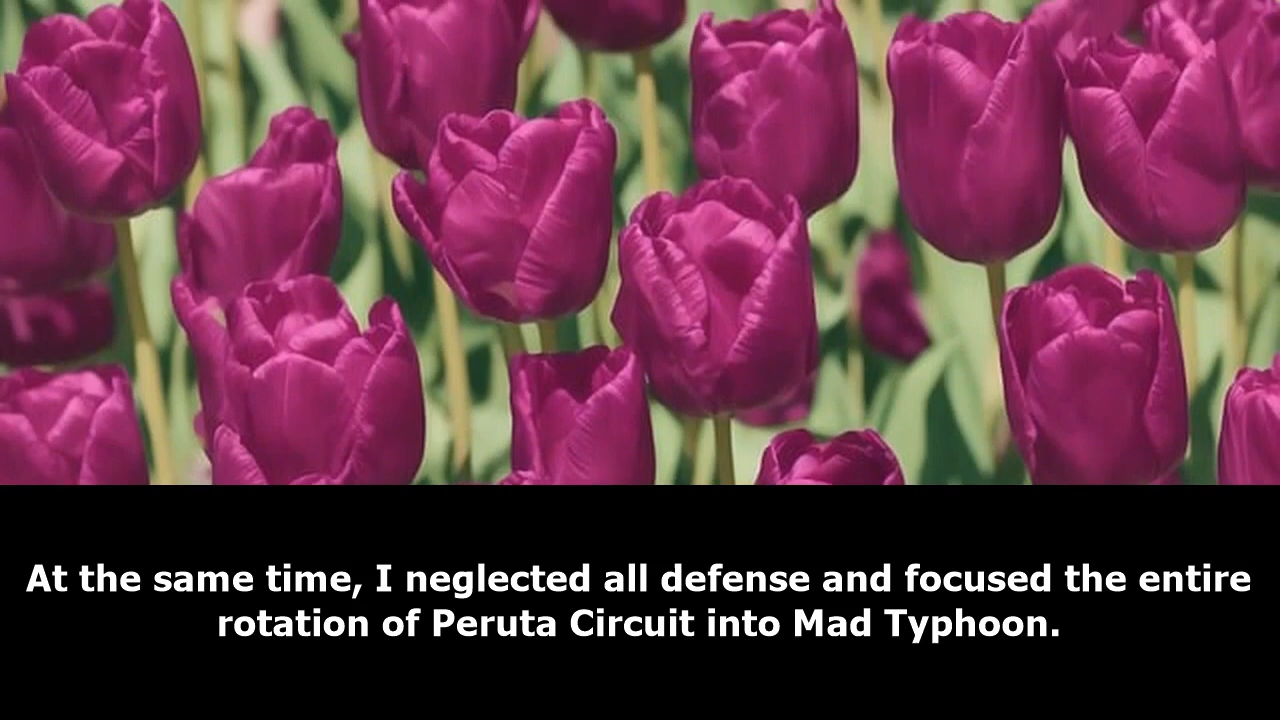 At the same time, I neglected all defense and focused the entire
rotation of Peruta Circuit into Mad Typhoon.